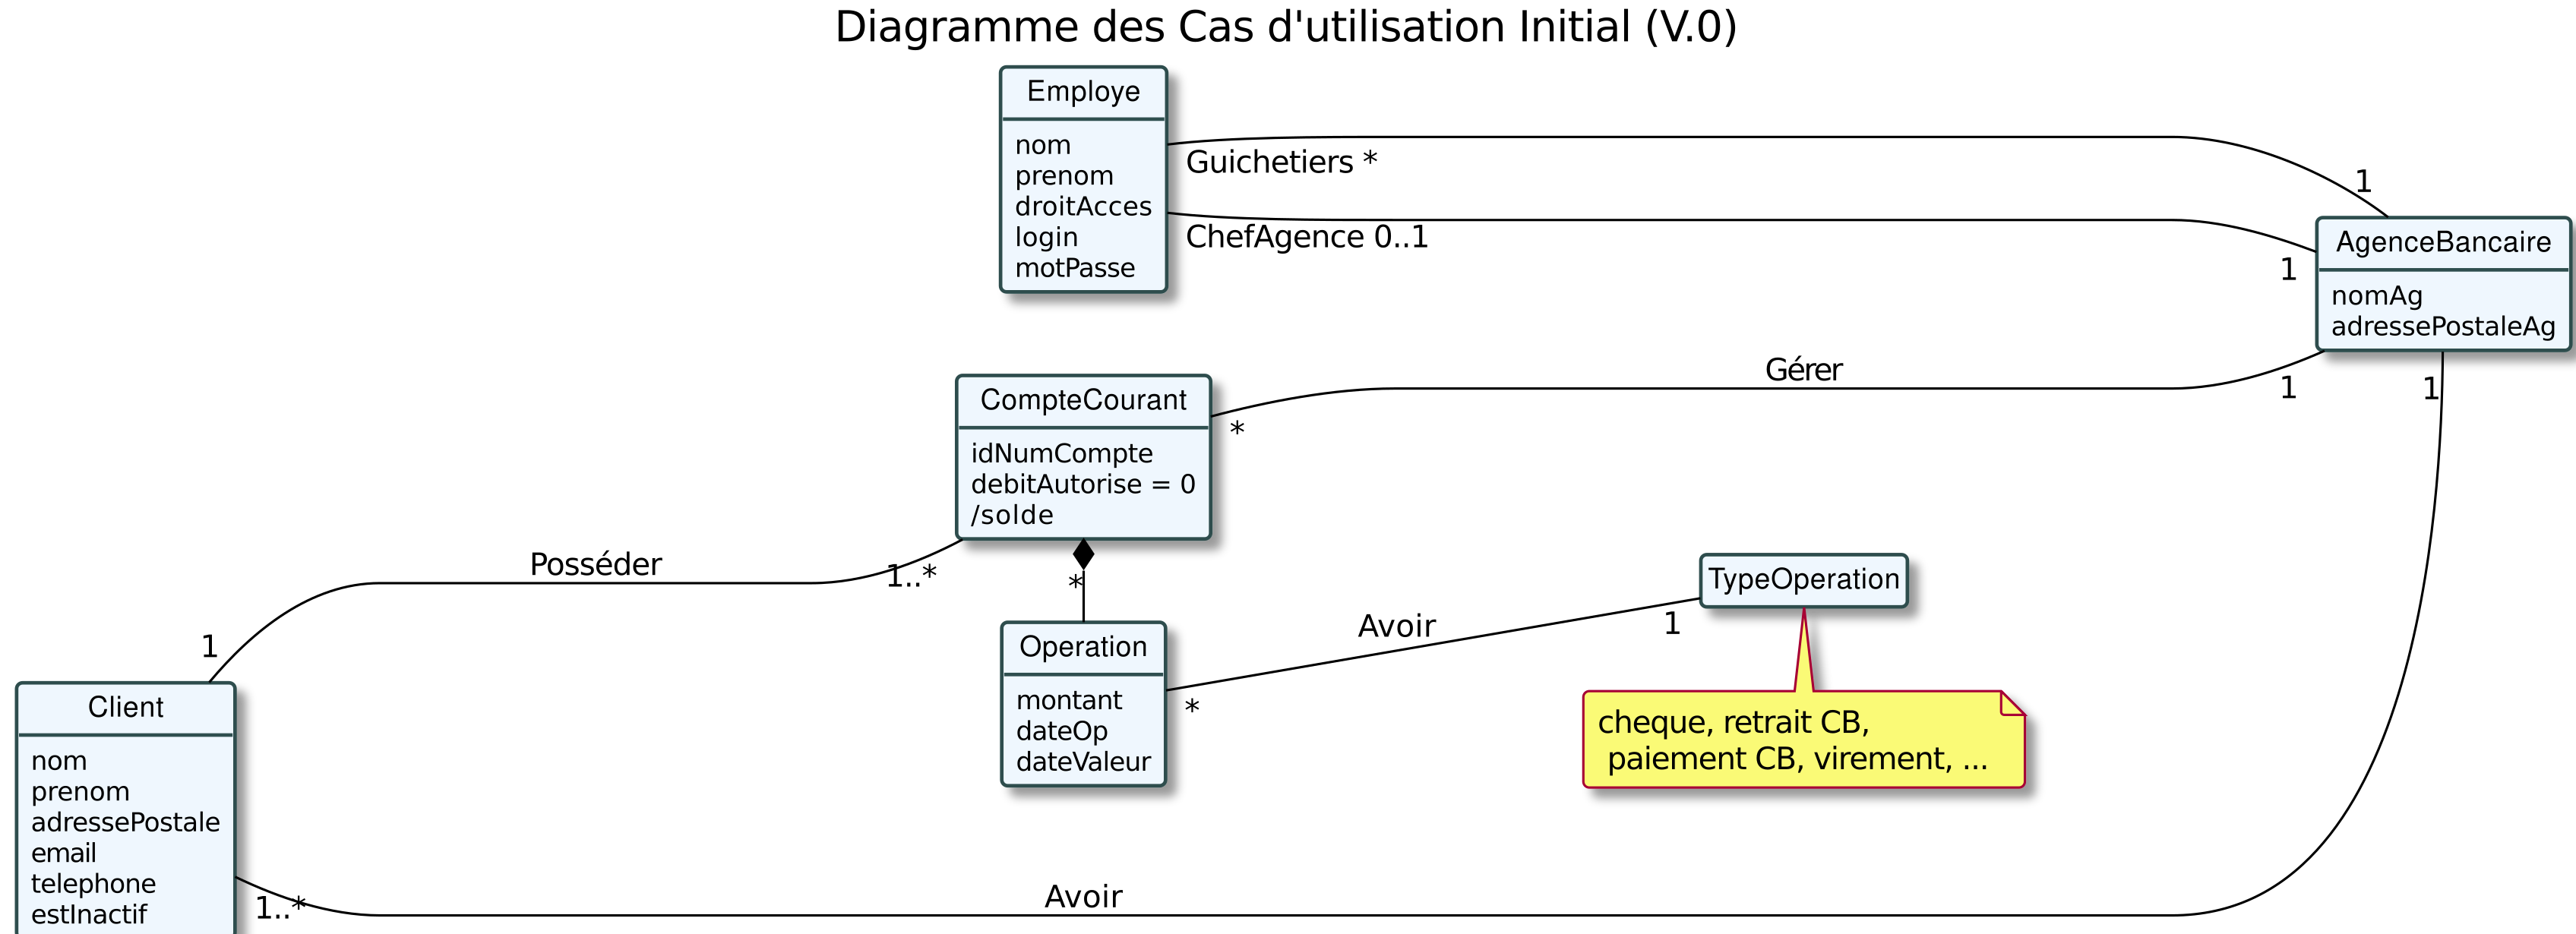 Diagramme des Cas d'utilisation Initial (V.0)
Employe
nom
prenom
droitAcces
login
motPasse
Guichetiers *
1
ChefAgence 0..1
1
AgenceBancaire
nomAg
adressePostaleAg
Gérer
1
1
*
CompteCourant
idNumCompte
debitAutorise = 0
/solde
Posséder
1..*
1
*
Operation
montant
dateOp
dateValeur
Avoir
1
*
TypeOperation
cheque, retrait CB,
paiement CB, virement, ...
Client
nom
prenom
adressePostale
email
telephone
estInactif
1..*
Avoir